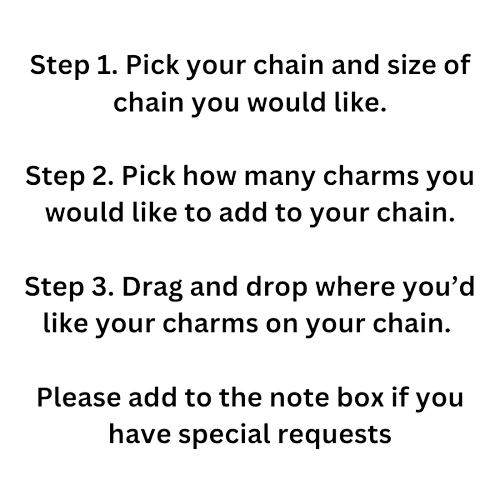 Step 1. Pick your chain and size of
chain you would like.
Step 2. Pick how many charms you
would like to add to your chain.
Step 3. Drag and drop where you’d
like your charms on your chain.
Please add to the note box if you
have special requests